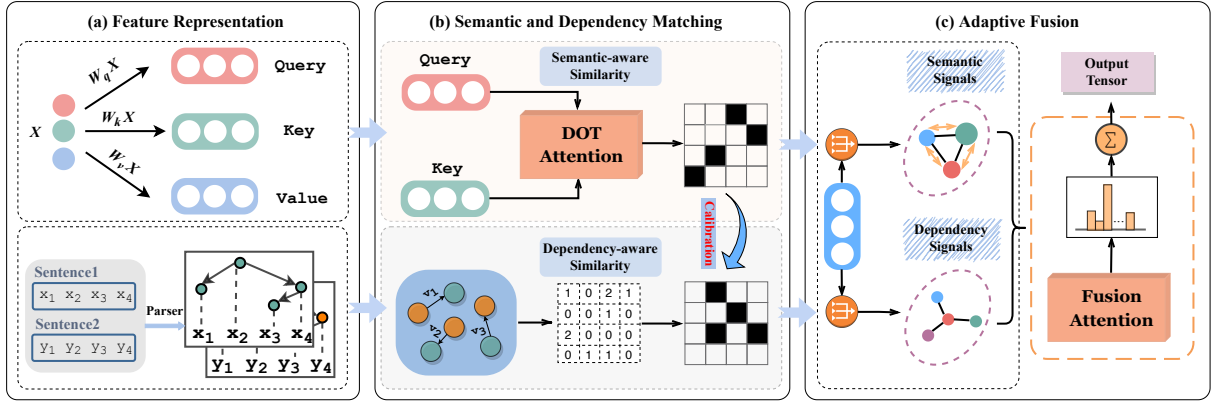 (a) Feature Representation
X
W_q X
W_k X
W_v X
Query
Key
Value
Sentence1
x₁ x₂ x₃ x₄
Sentence2
y₁ y₂ y₃ y₄
Parser
x₁ x₂ x₃ x₄
y₁ y₂ y₃ y₄
(b) Semantic and Dependency Matching
Query
Semantic-aware
Similarity
DOT
Attention
Key
Calibration
Dependency-aware
Similarity
▽1
▽2
▽3
1 0 2 1
0 0 1 0
2 0 0 0
0 1 1 0
(c) Adaptive Fusion
Semantic
Signals
Dependency
Signals
Output
Tensor
Σ
......
Fusion
Attention